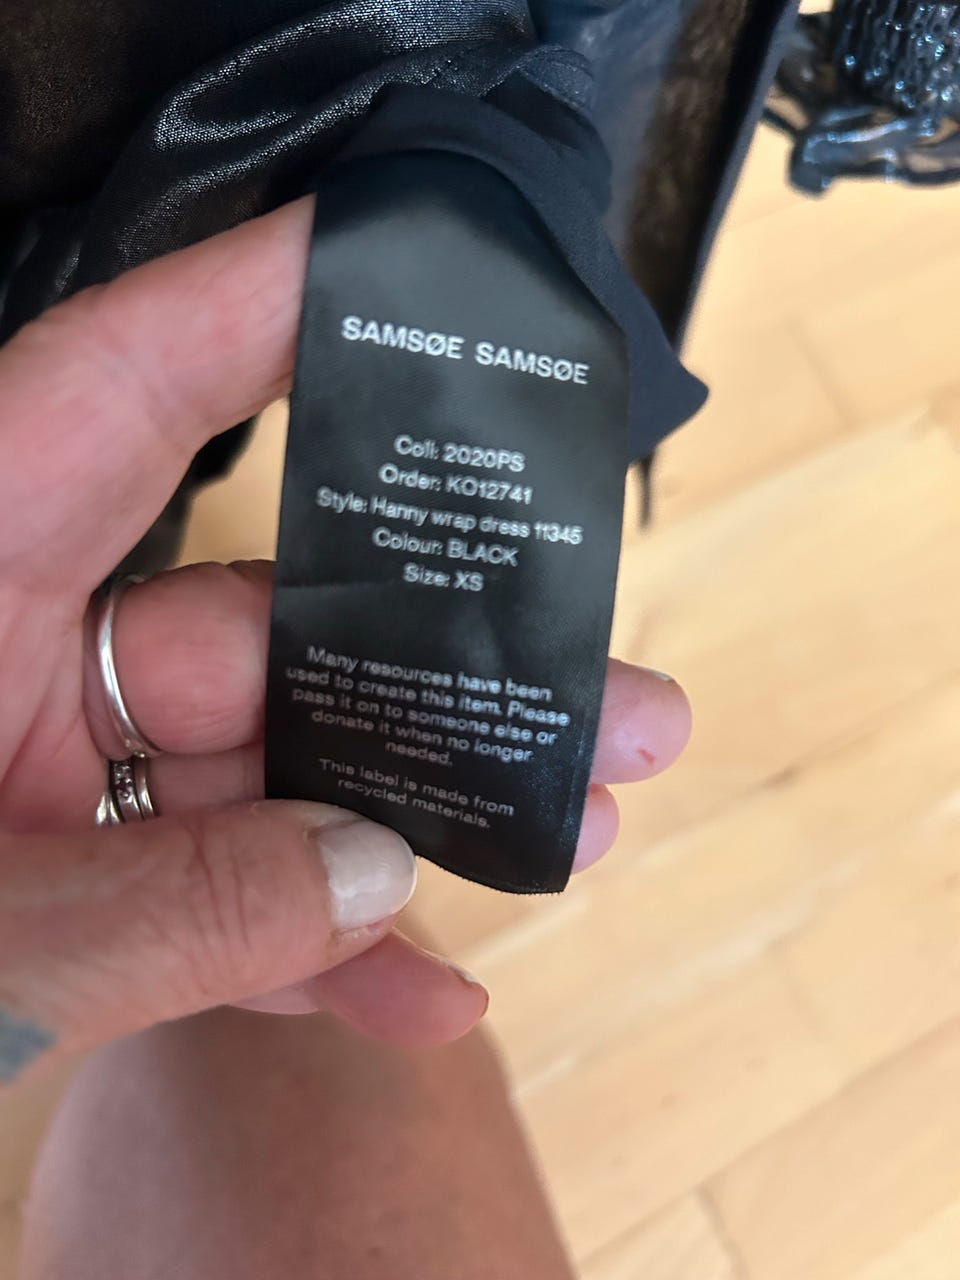 SAMSØE SAMSØE
Coll: 2020PS
Order: KO12741
Style: Hanny wrap dress 11345
Colour: BLACK
Size: XS
Many resources have been
used to create this item. Please
pass it on to someone else or
donate it when no longer
needed.
This label is made from
recycled materials.